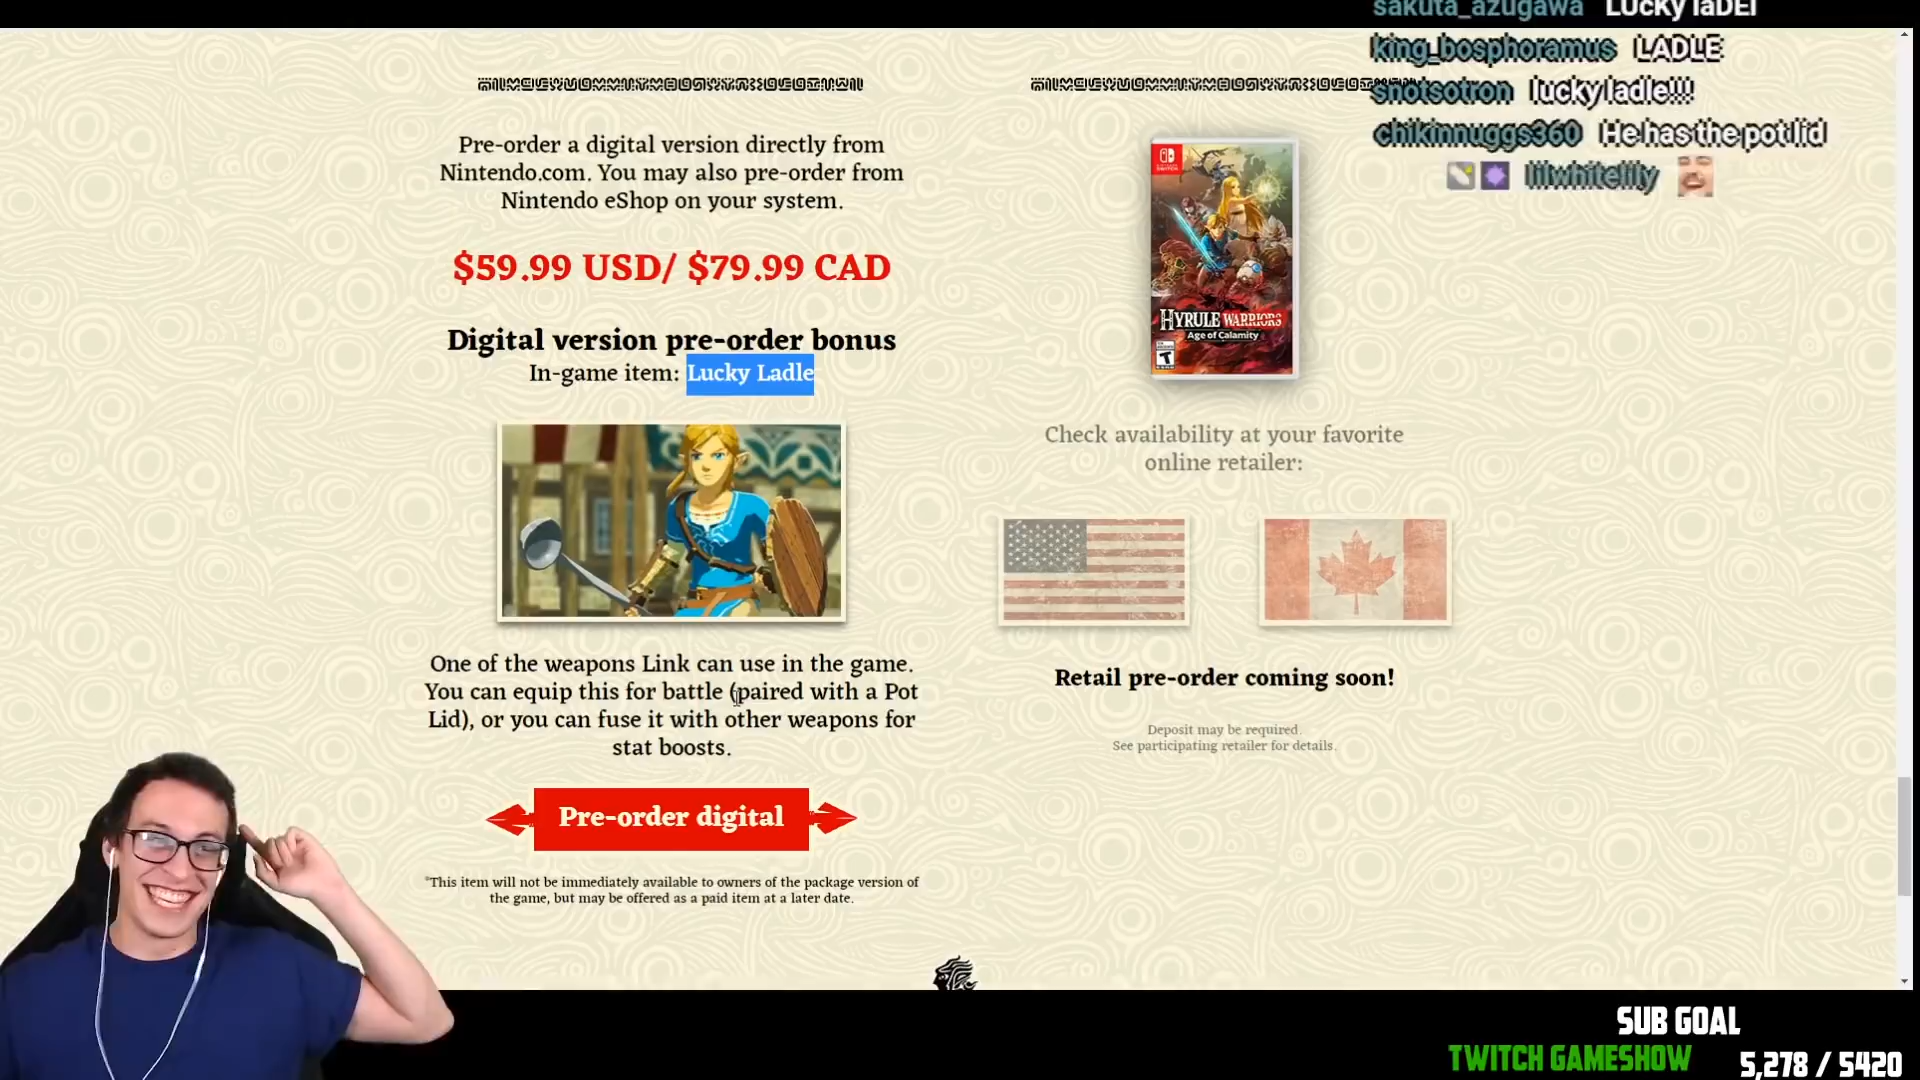 sakuta_azugawa LUcky laDEl
king_bosphoramus LADLE
snotsotron lucky ladle!!!!
chikinnuggs360 He has the pot lid
lilwhitelily
Pre-order a digital version directly from
Nintendo.com. You may also pre-order from
Nintendo eShop on your system.
$59.99 USD/ $79.99 CAD
Digital version pre-order bonus
In-game item: Lucky Ladle
One of the weapons Link can use in the game.
You can equip this for battle (paired with a Pot
Lid), or you can fuse it with other weapons for
stat boosts.
Pre-order digital
*This item will not be immediately available to owners of the package version of
the game, but may be offered as a paid item at a later date.
HYRULE WARRIORS
Age of Calamity
T
Check availability at your favorite
online retailer:
Retail pre-order coming soon!
Deposit may be required.
See participating retailer for details.
SUB GOAL
TWITCH GAMESHOW 5,278 / 5420